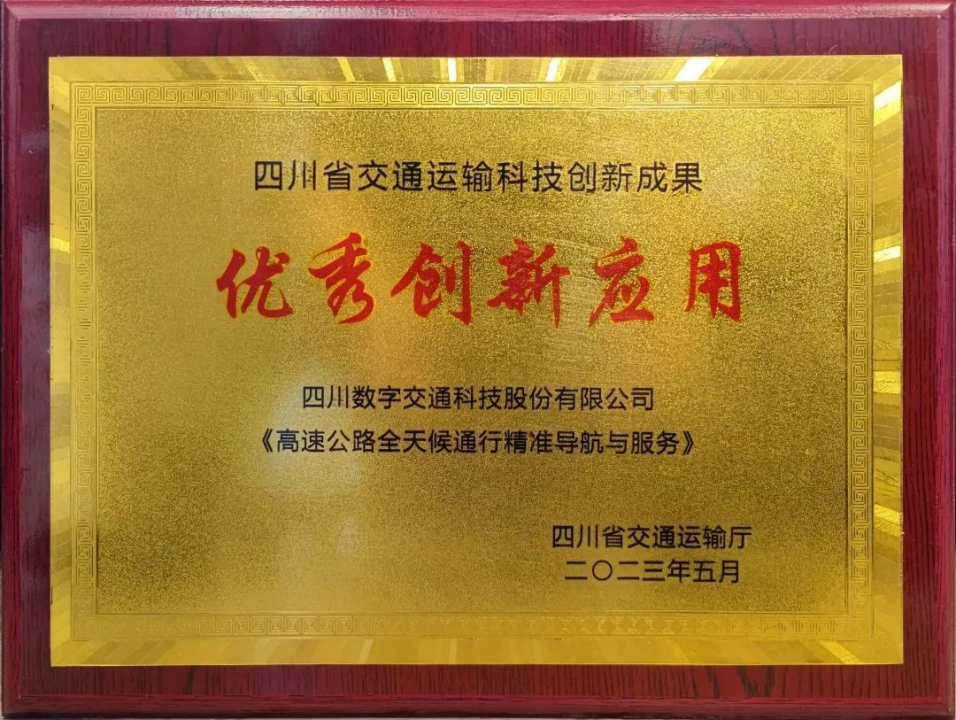 四川省交通运输科技创新成果
优秀创新应用
四川数字交通科技股份有限公司
《高速公路全天候通行精准导航与服务》
四川省交通运输厅
二〇二三年五月